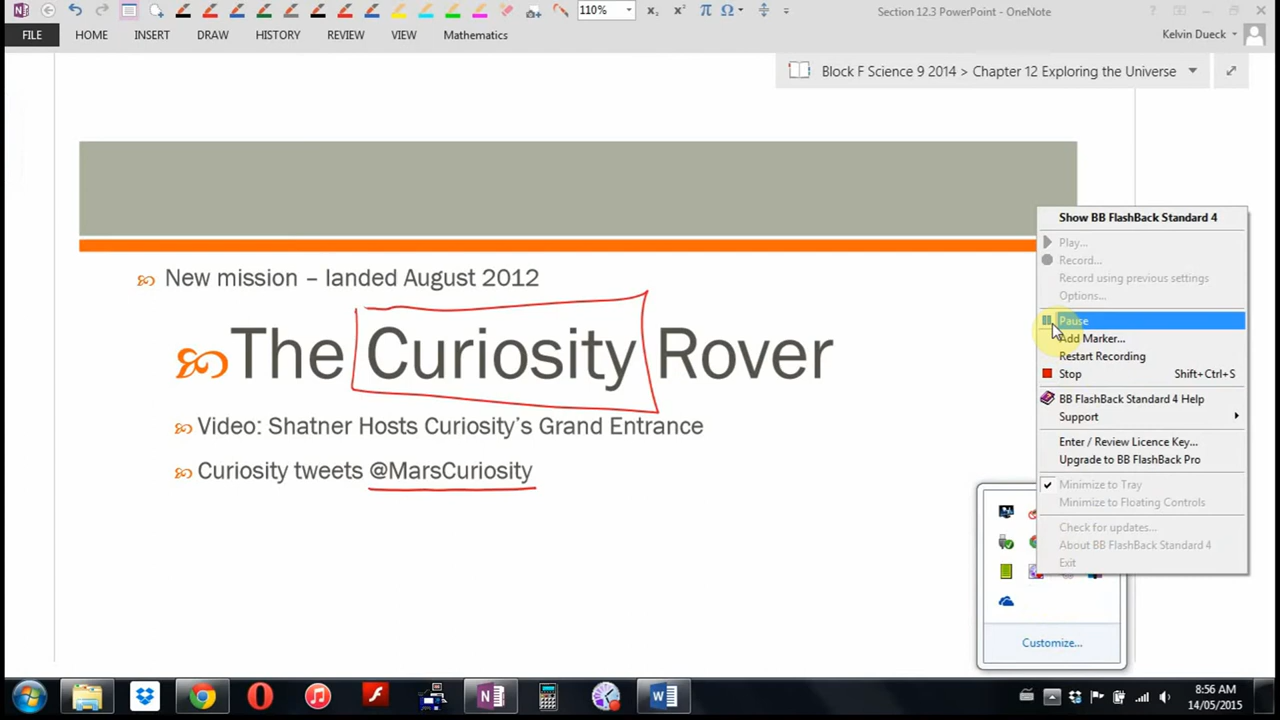 110%
x₂ x² π Ω
Section 12.3 PowerPoint - OneNote
?
FILE HOME INSERT DRAW HISTORY REVIEW VIEW Mathematics
Kelvin Dueck
Block F Science 9 2014 > Chapter 12 Exploring the Universe
New mission – landed August 2012
The Curiosity Rover
Video: Shatner Hosts Curiosity's Grand Entrance
Curiosity tweets @MarsCuriosity
Show BB FlashBack Standard 4
Play...
Record...
Record using previous settings
Options...
Pause
Add Marker...
Restart Recording
Stop Shift+Ctrl+S
BB FlashBack Standard 4 Help
Support
Enter / Review Licence Key...
Upgrade to BB FlashBack Pro
Minimize to Tray
Minimize to Floating Controls
Check for updates...
About BB FlashBack Standard 4
Exit
Customize...
8:56 AM
14/05/2015